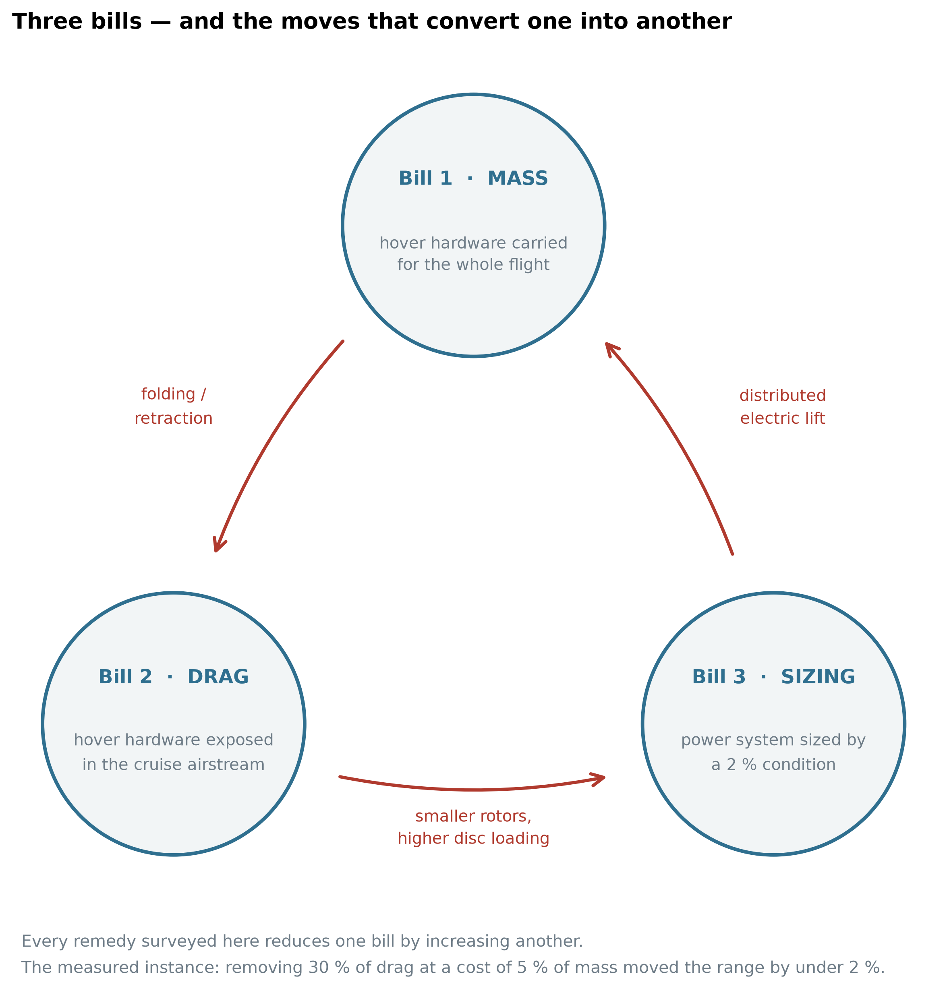 Three bills — and the moves that convert one into another
Bill 1 · MASS
hover hardware carried
for the whole flight
folding /
retraction
distributed
electric lift
Bill 2 · DRAG
hover hardware exposed
in the cruise airstream
Bill 3 · SIZING
power system sized by
a 2 % condition
smaller rotors,
higher disc loading
Every remedy surveyed here reduces one bill by increasing another.
The measured instance: removing 30 % of drag at a cost of 5 % of mass moved the range by under 2 %.